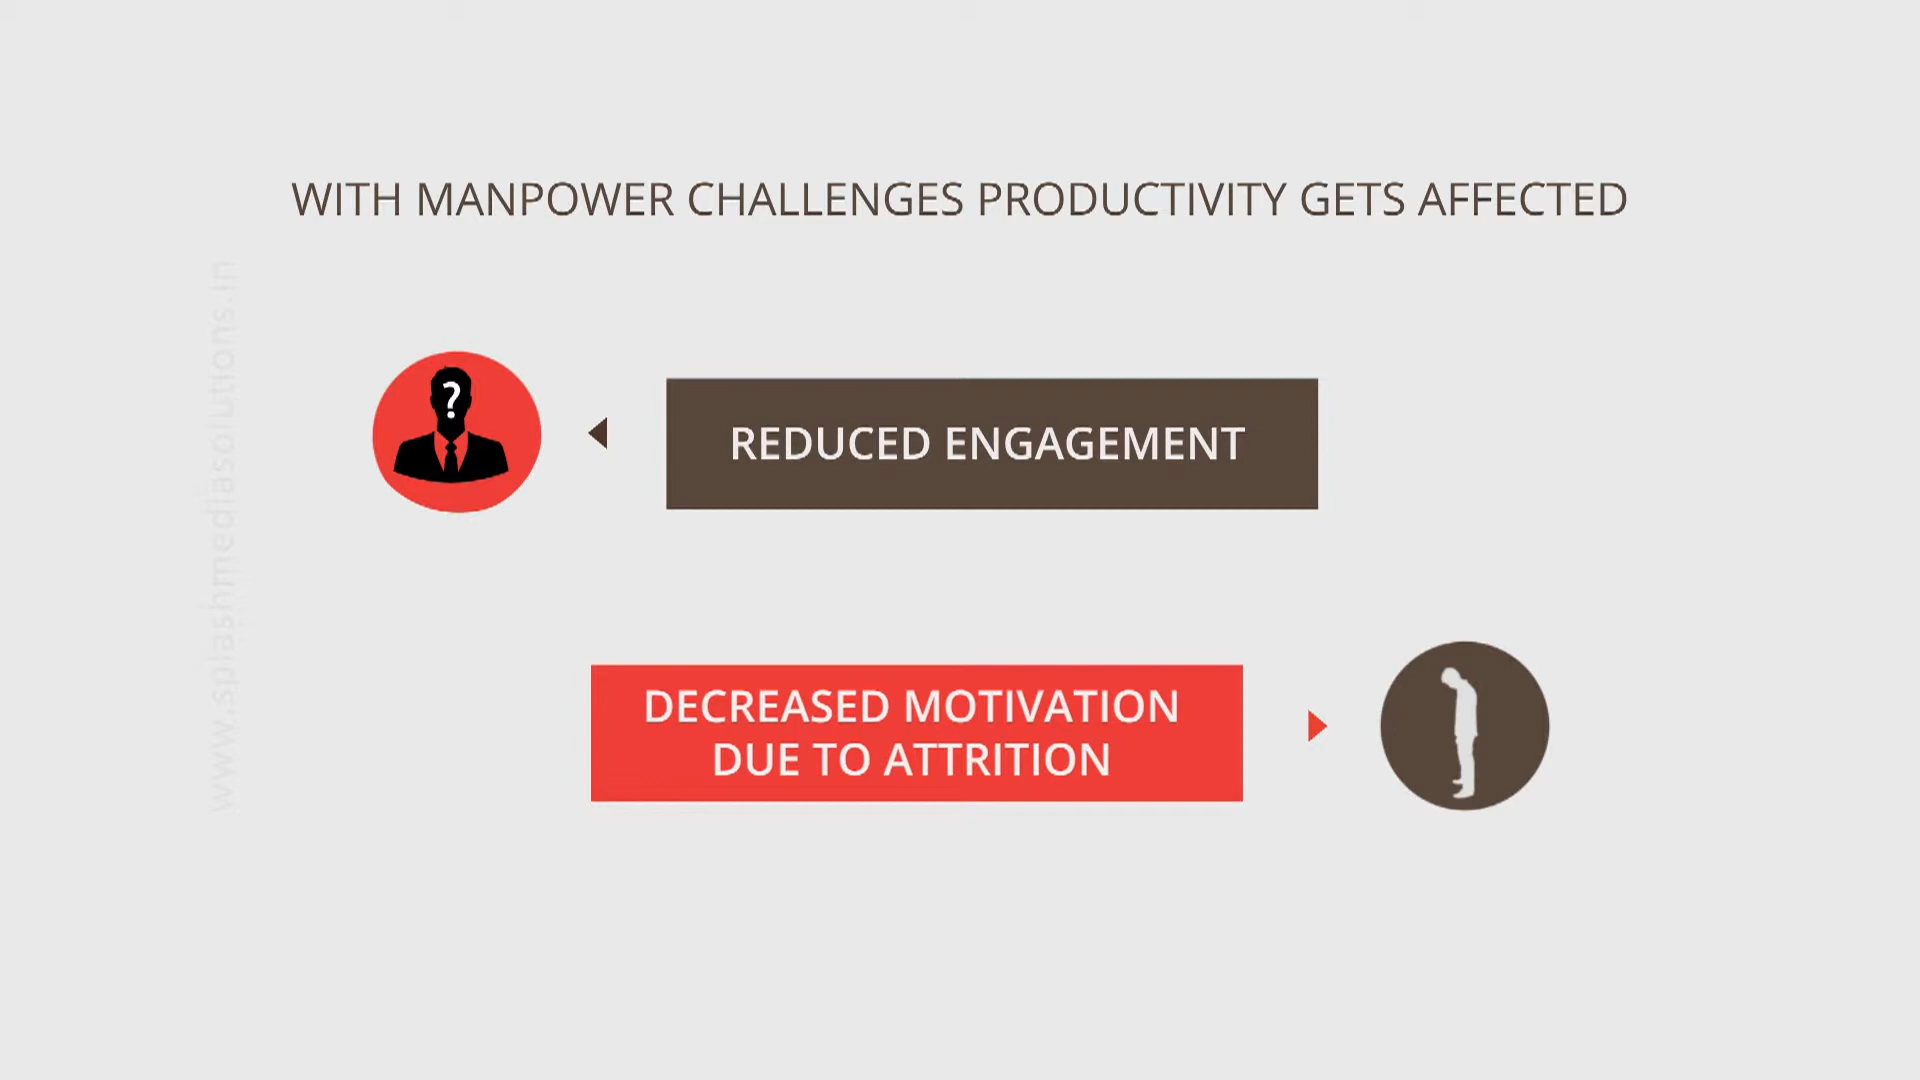 WITH MANPOWER CHALLENGES PRODUCTIVITY GETS AFFECTED
www.splashmediasolutions.in
?
REDUCED ENGAGEMENT
DECREASED MOTIVATION
DUE TO ATTRITION